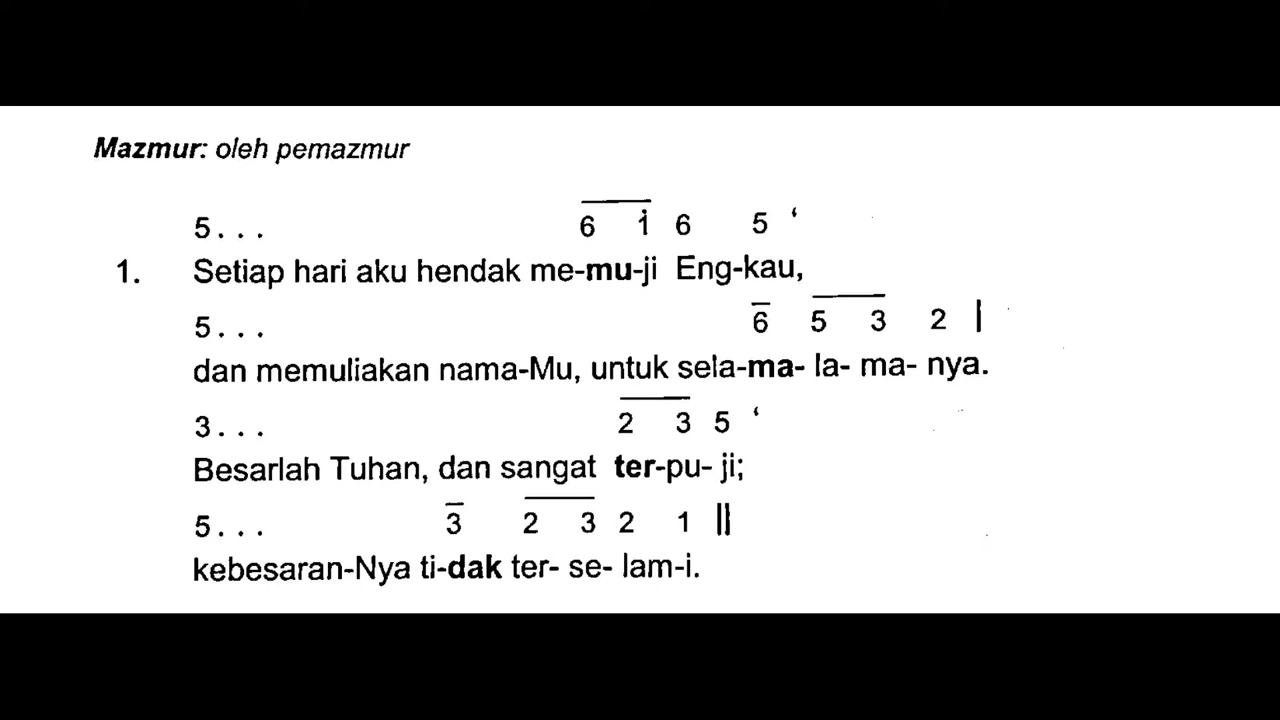 Mazmur: oleh pemazmur
5... 6 1̇ 6 5 ‘
1. Setiap hari aku hendak me-mu-ji Eng-kau,
5... 6 5 3 2 |
dan memuliakan nama-Mu, untuk sela-ma- la- ma- nya.
3... 2 3 5 ‘
Besarlah Tuhan, dan sangat ter-pu- ji;
5... 3 2 3 2 1 ||
kebesaran-Nya ti-dak ter- se- lam-i.